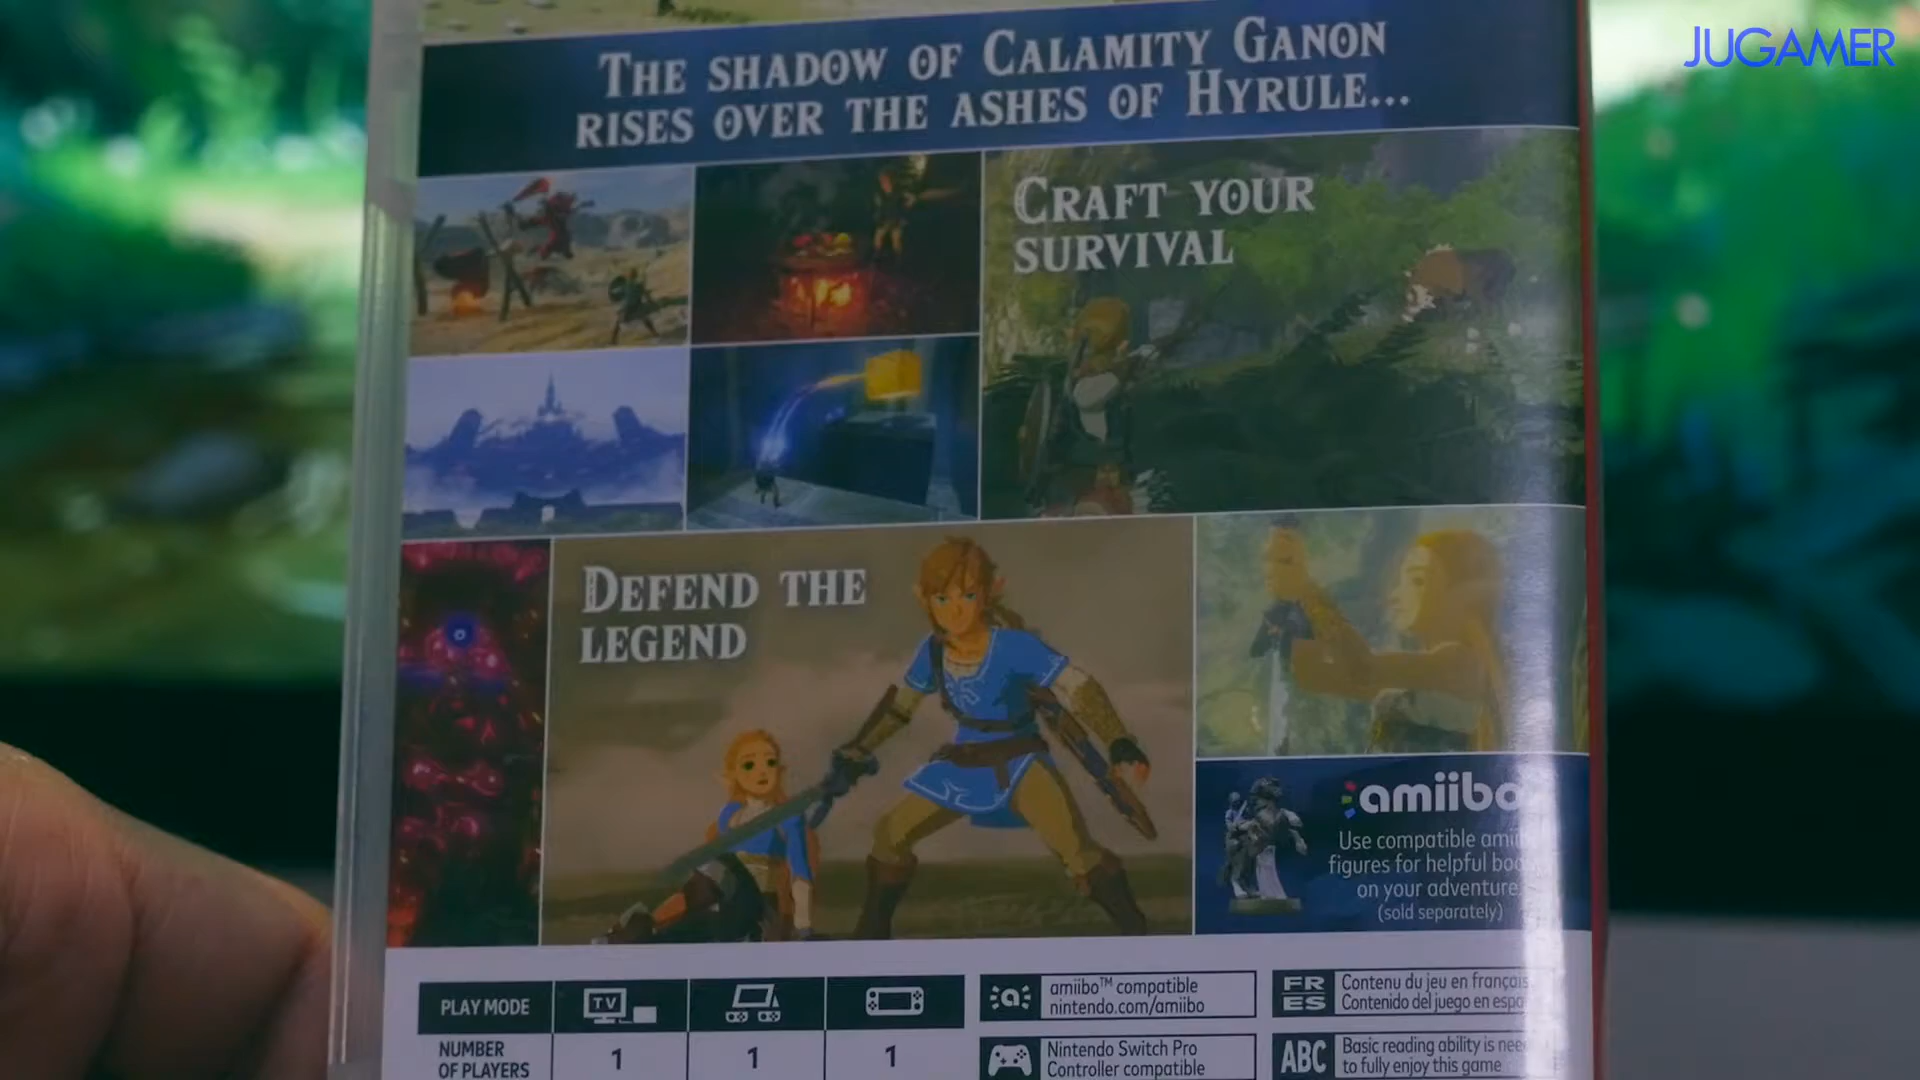 JUGAMER
THE SHADOW OF CALAMITY GANON
RISES OVER THE ASHES OF HYRULE...
CRAFT YOUR
SURVIVAL
DEFEND THE
LEGEND
amiibo
Use compatible
figures for helpful
on your adventure
(sold separately)
PLAY MODE
TV
NUMBER
OF PLAYERS
1
1
1
amiibo™ compatible
nintendo.com/amiibo
Nintendo Switch Pro
Controller compatible
FR
ES
Contenu du jeu en français
Contenido del juego en
ABC
Basic reading ability is
to fully enjoy this game